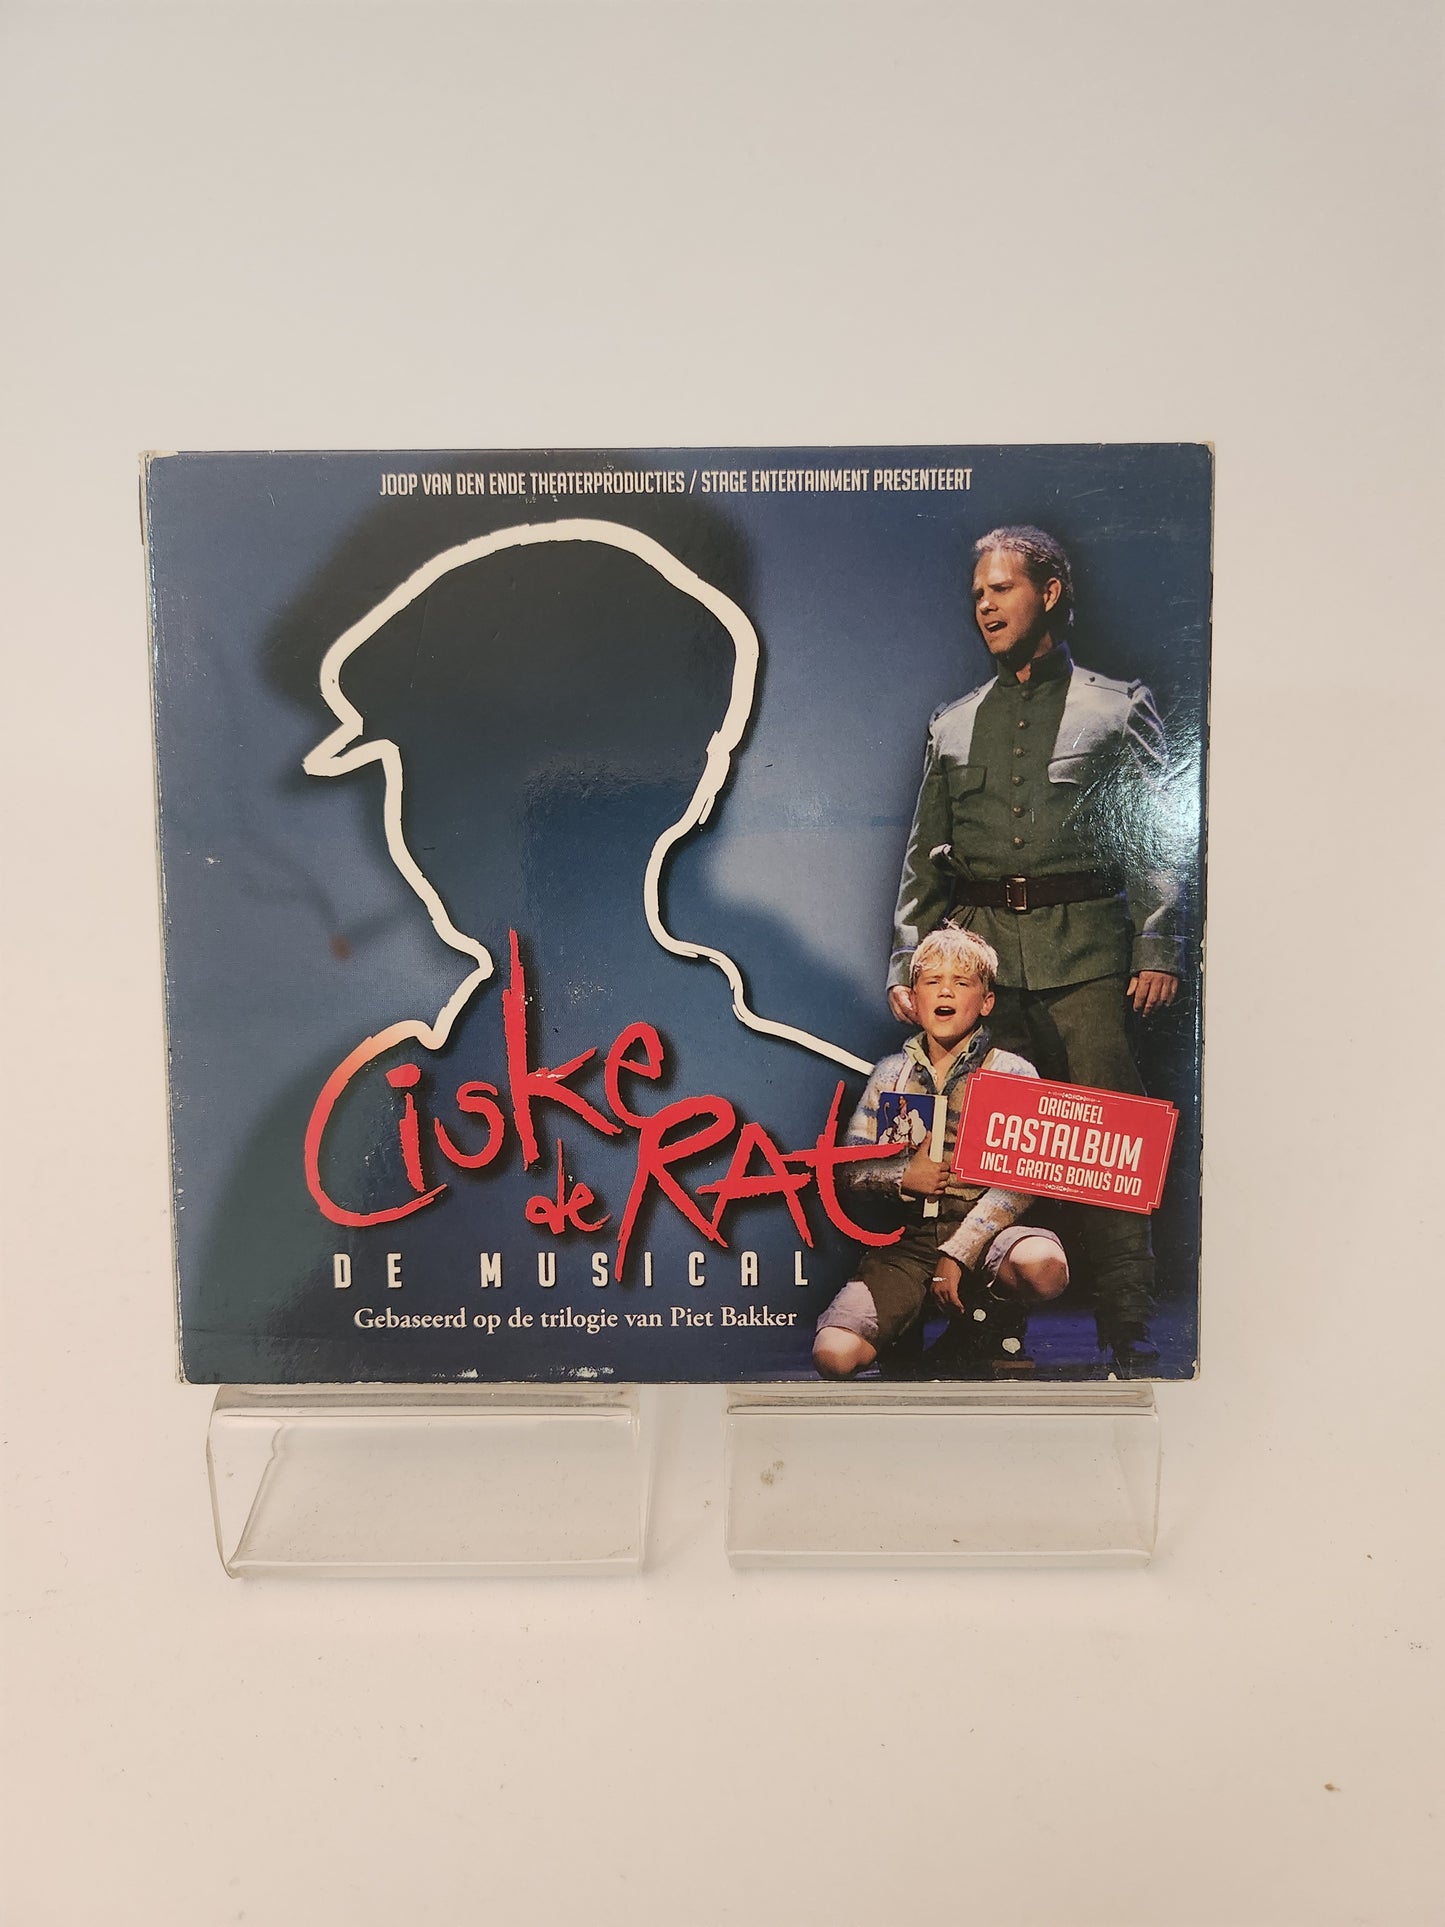 JOOP VAN DEN ENDE THEATERPRODUCTIES / STAGE ENTERTAINMENT PRESENTEERT
Ciske
de RAt
DE MUSICAL
Gebaseerd op de trilogie van Piet Bakker
ORIGINEEL
CASTALBUM
INCL. GRATIS BONUS DVD